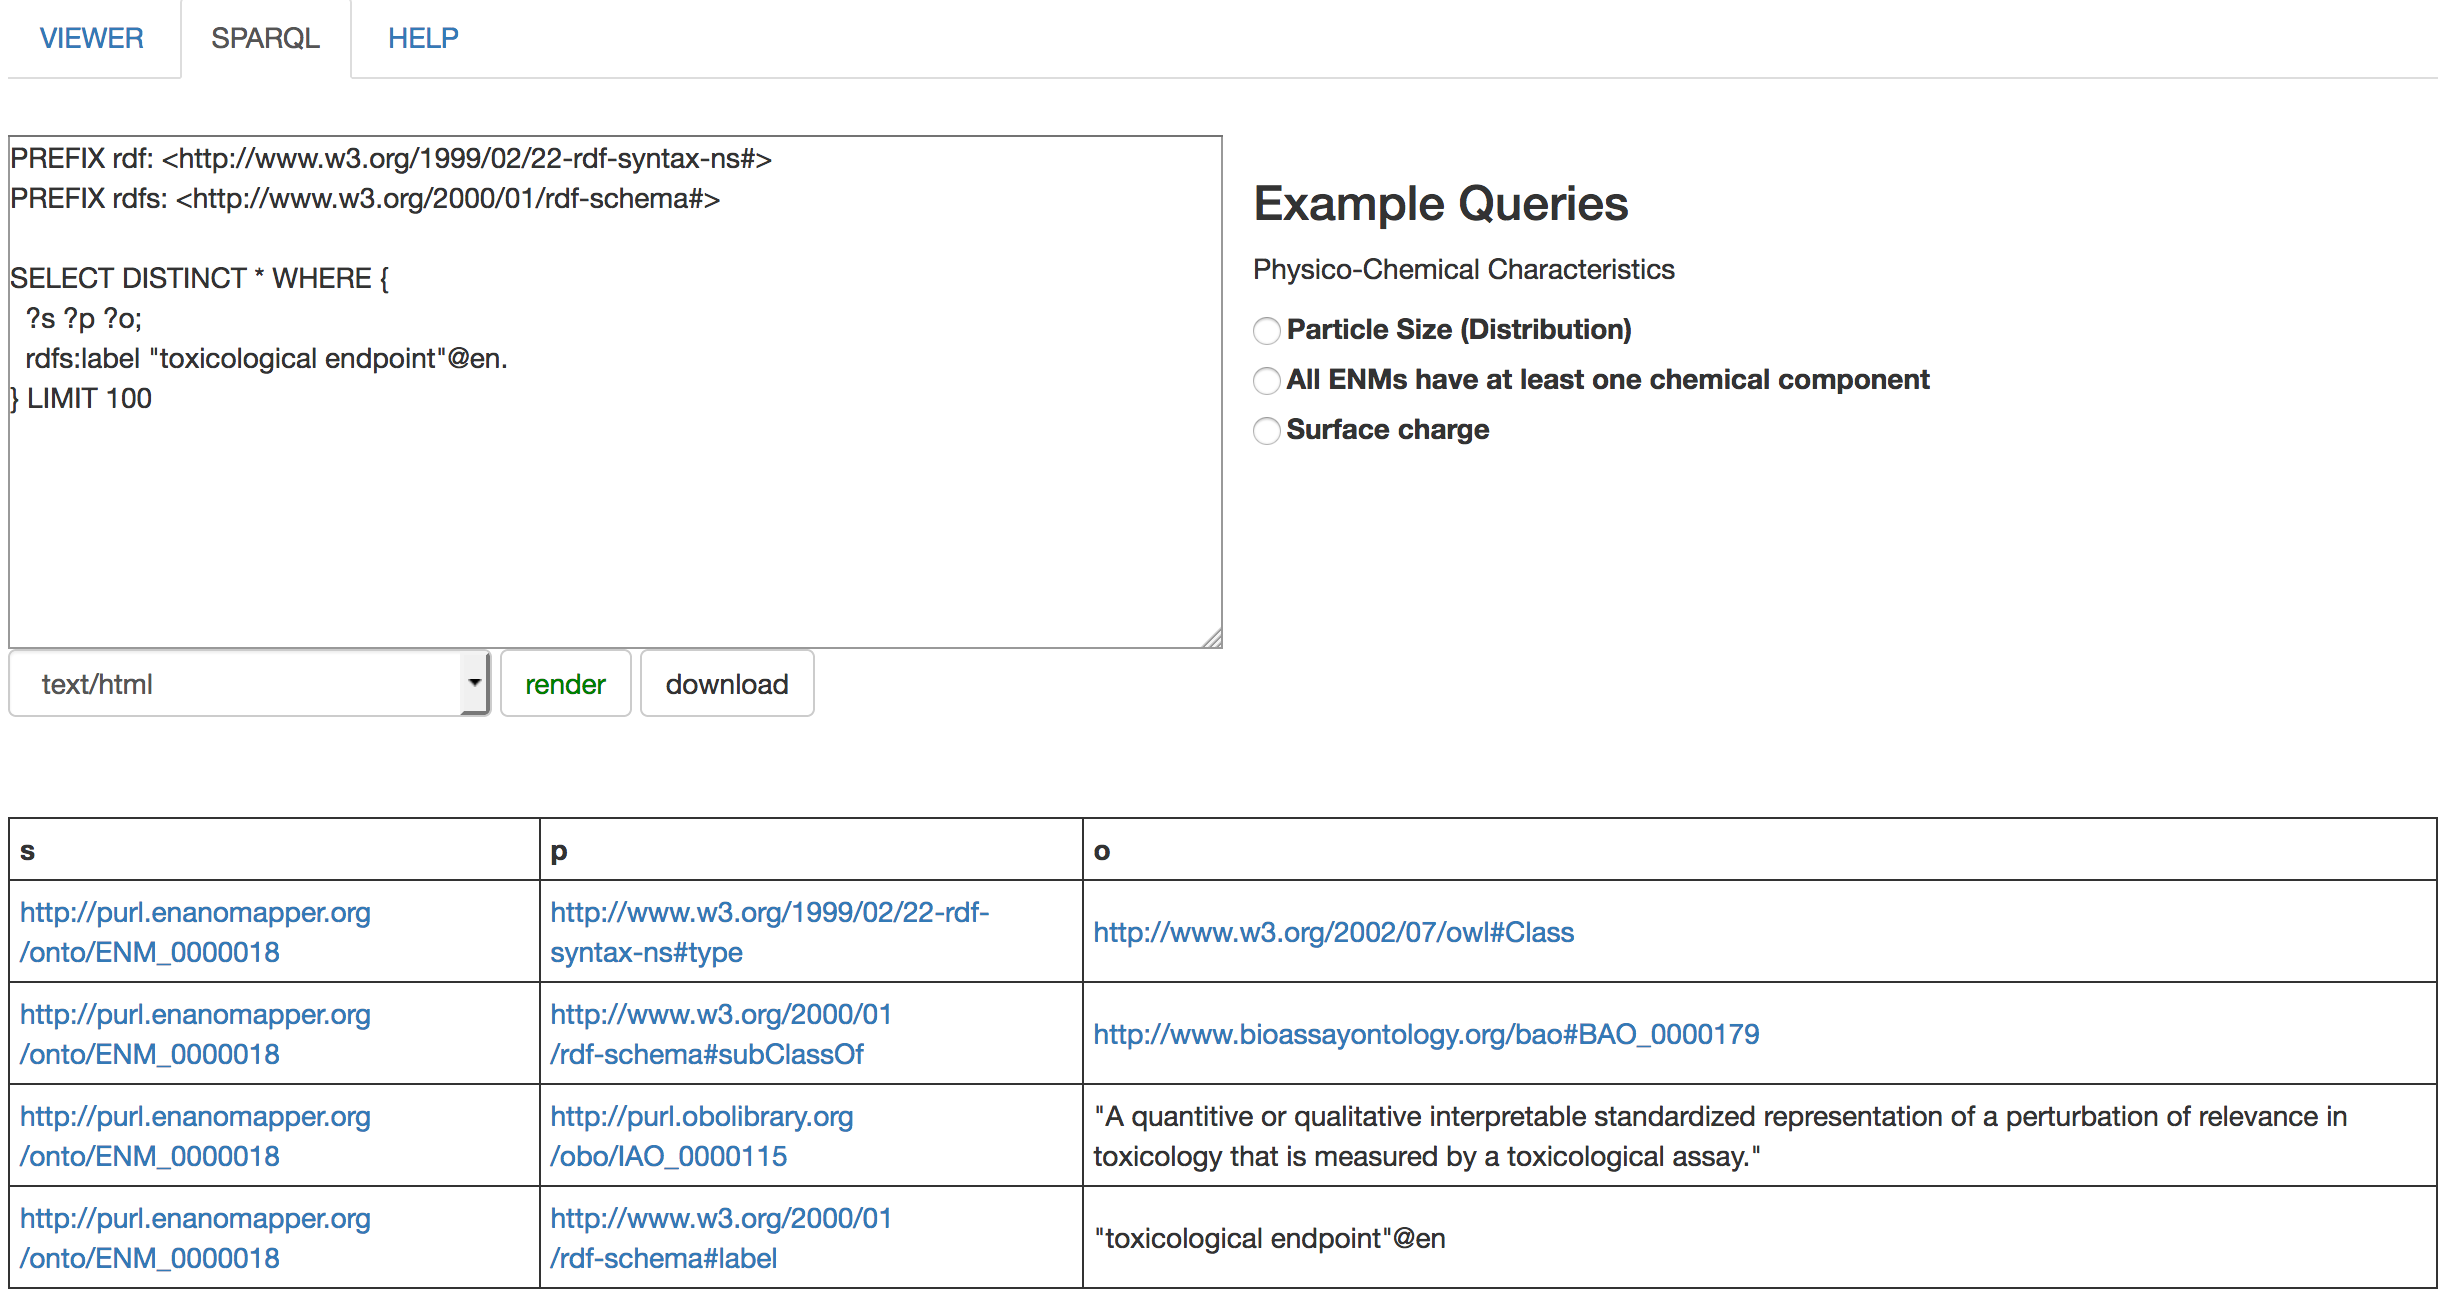 VIEWER SPARQL HELP
PREFIX rdf: <http://www.w3.org/1999/02/22-rdf-syntax-ns#>
PREFIX rdfs: <http://www.w3.org/2000/01/rdf-schema#>
SELECT DISTINCT * WHERE {
?s ?p ?o;
rdfs:label "toxicological endpoint"@en.
} LIMIT 100
Example Queries
Physico-Chemical Characteristics
Particle Size (Distribution)
All ENMs have at least one chemical component
Surface charge
text/html render download
s p o
http://purl.enanomapper.org
/onto/ENM_0000018
http://www.w3.org/1999/02/22-rdf-
syntax-ns#type
http://www.w3.org/2002/07/owl#Class
http://purl.enanomapper.org
/onto/ENM_0000018
http://www.w3.org/2000/01
/rdf-schema#subClassOf
http://www.bioassayontology.org/bao#BAO_0000179
http://purl.enanomapper.org
/onto/ENM_0000018
http://purl.obolibrary.org
/obo/IAO_0000115
"A quantitive or qualitative interpretable standardized representation of a perturbation of relevance in
toxicology that is measured by a toxicological assay."
http://purl.enanomapper.org
/onto/ENM_0000018
http://www.w3.org/2000/01
/rdf-schema#label
"toxicological endpoint"@en